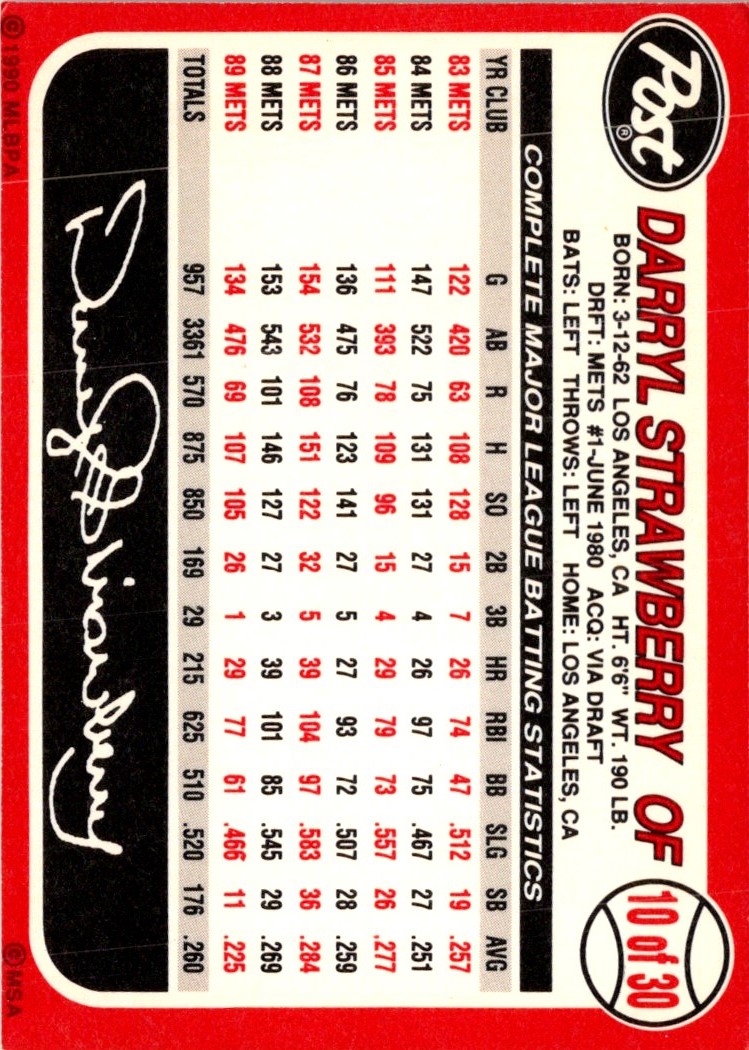 Post®
DARRYL STRAWBERRY OF
10 of 30
BORN: 3-12-62 LOS ANGELES, CA HT. 6'6" WT. 190 LB.
DRFT: METS #1-JUNE 1980 ACQ: VIA DRAFT
BATS: LEFT THROWS: LEFT HOME: LOS ANGELES, CA
COMPLETE MAJOR LEAGUE BATTING STATISTICS
YR CLUB G AB R H SO 2B 3B HR RBI BB SLG SB AVG
83 METS 122 420 63 108 128 15 7 26 74 47 .512 19 .257
84 METS 147 522 75 131 131 27 4 26 97 75 .467 27 .251
85 METS 111 393 78 109 96 15 4 29 79 73 .557 26 .277
86 METS 136 475 76 123 141 27 5 27 93 72 .507 28 .259
87 METS 154 532 108 151 122 32 5 39 104 97 .583 36 .284
88 METS 153 543 101 146 127 27 3 39 101 85 .545 29 .269
89 METS 134 476 69 107 105 26 1 29 77 61 .466 11 .225
TOTALS 957 3361 570 875 850 169 29 215 625 510 .520 176 .260
Darryl Strawberry
© 1990 MLBPA
© MSA